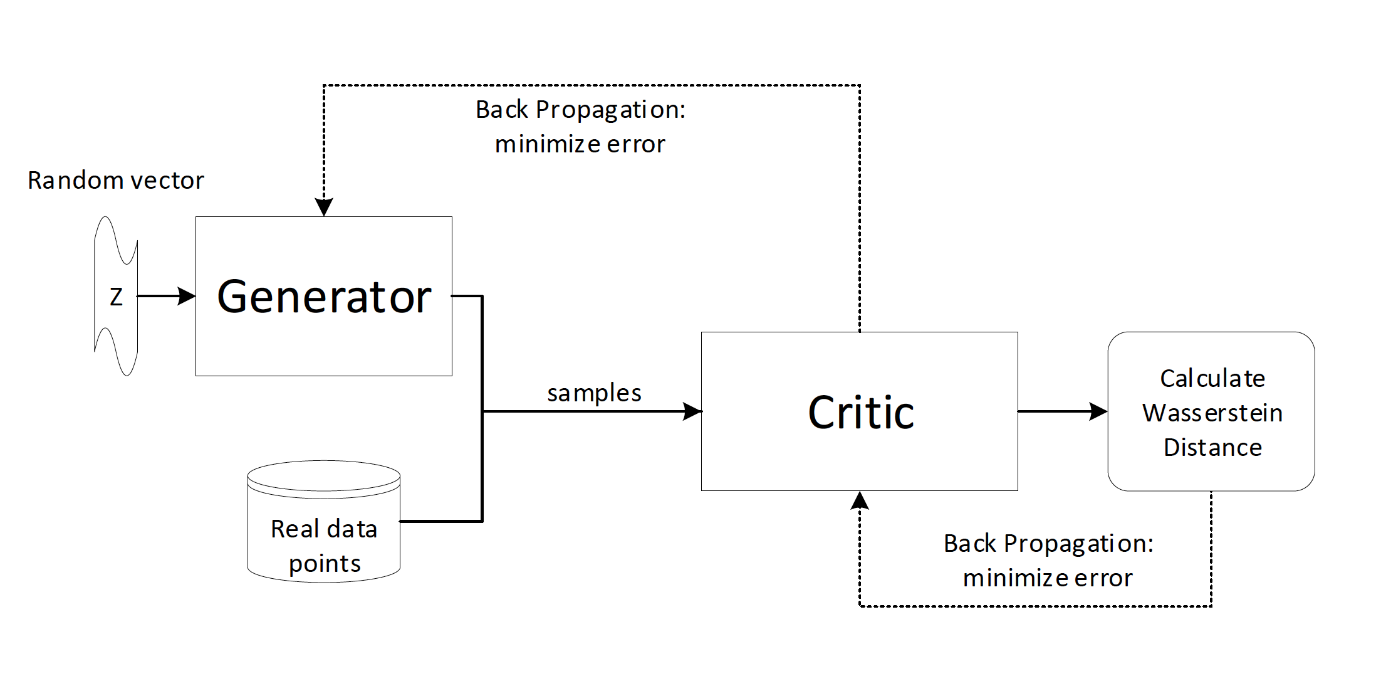 Back Propagation:
minimize error
Random vector
Z
Generator
samples
Critic
Calculate
Wasserstein
Distance
Real data
points
Back Propagation:
minimize error